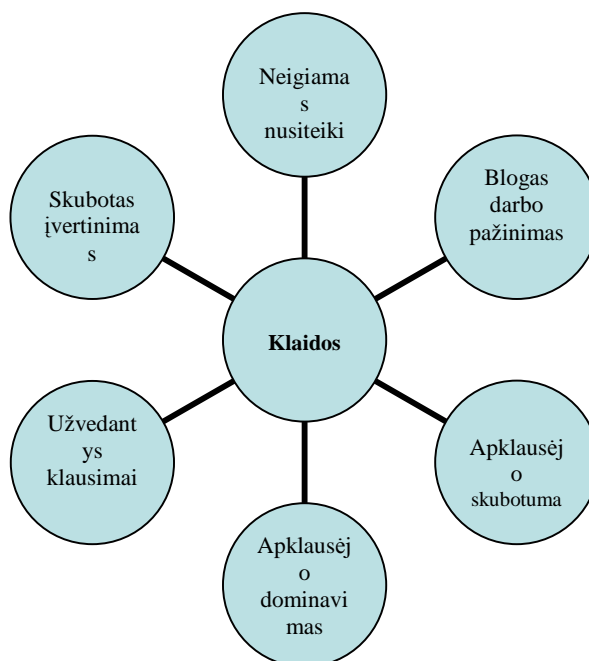 Neigiama
s
nusiteiki
Blogas
darbo
pažinimas
Apklausėj
o
skubotuma
Apklausėj
o
dominavi
mas
Užvedant
ys
klausimai
Skubotas
įvertinima
s
Klaidos